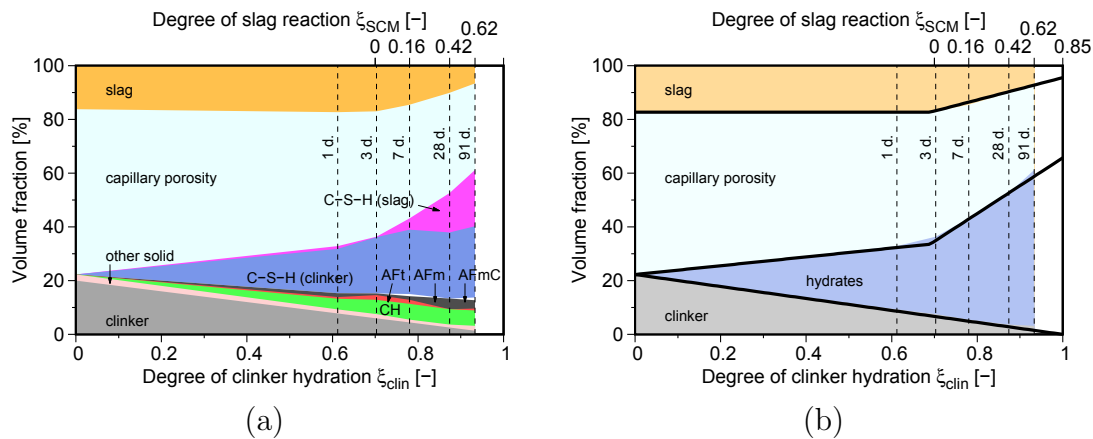 Degree of slag reaction ξSCM [−]
0 0.16 0.42 0.62
100
80
60
40
20
0
Volume fraction [%]
slag
capillary porosity
1 d.
3 d.
7 d.
28 d.
91 d.
C−S−H (slag)
other solid
C−S−H (clinker)
AFt
AFm
AFmC
CH
clinker
0 0.2 0.4 0.6 0.8 1
Degree of clinker hydration ξclin [−]
(a)
Degree of slag reaction ξSCM [−]
0 0.16 0.42 0.62 0.85
100
80
60
40
20
0
Volume fraction [%]
slag
capillary porosity
1 d.
3 d.
7 d.
28 d.
91 d.
hydrates
clinker
0 0.2 0.4 0.6 0.8 1
Degree of clinker hydration ξclin [−]
(b)